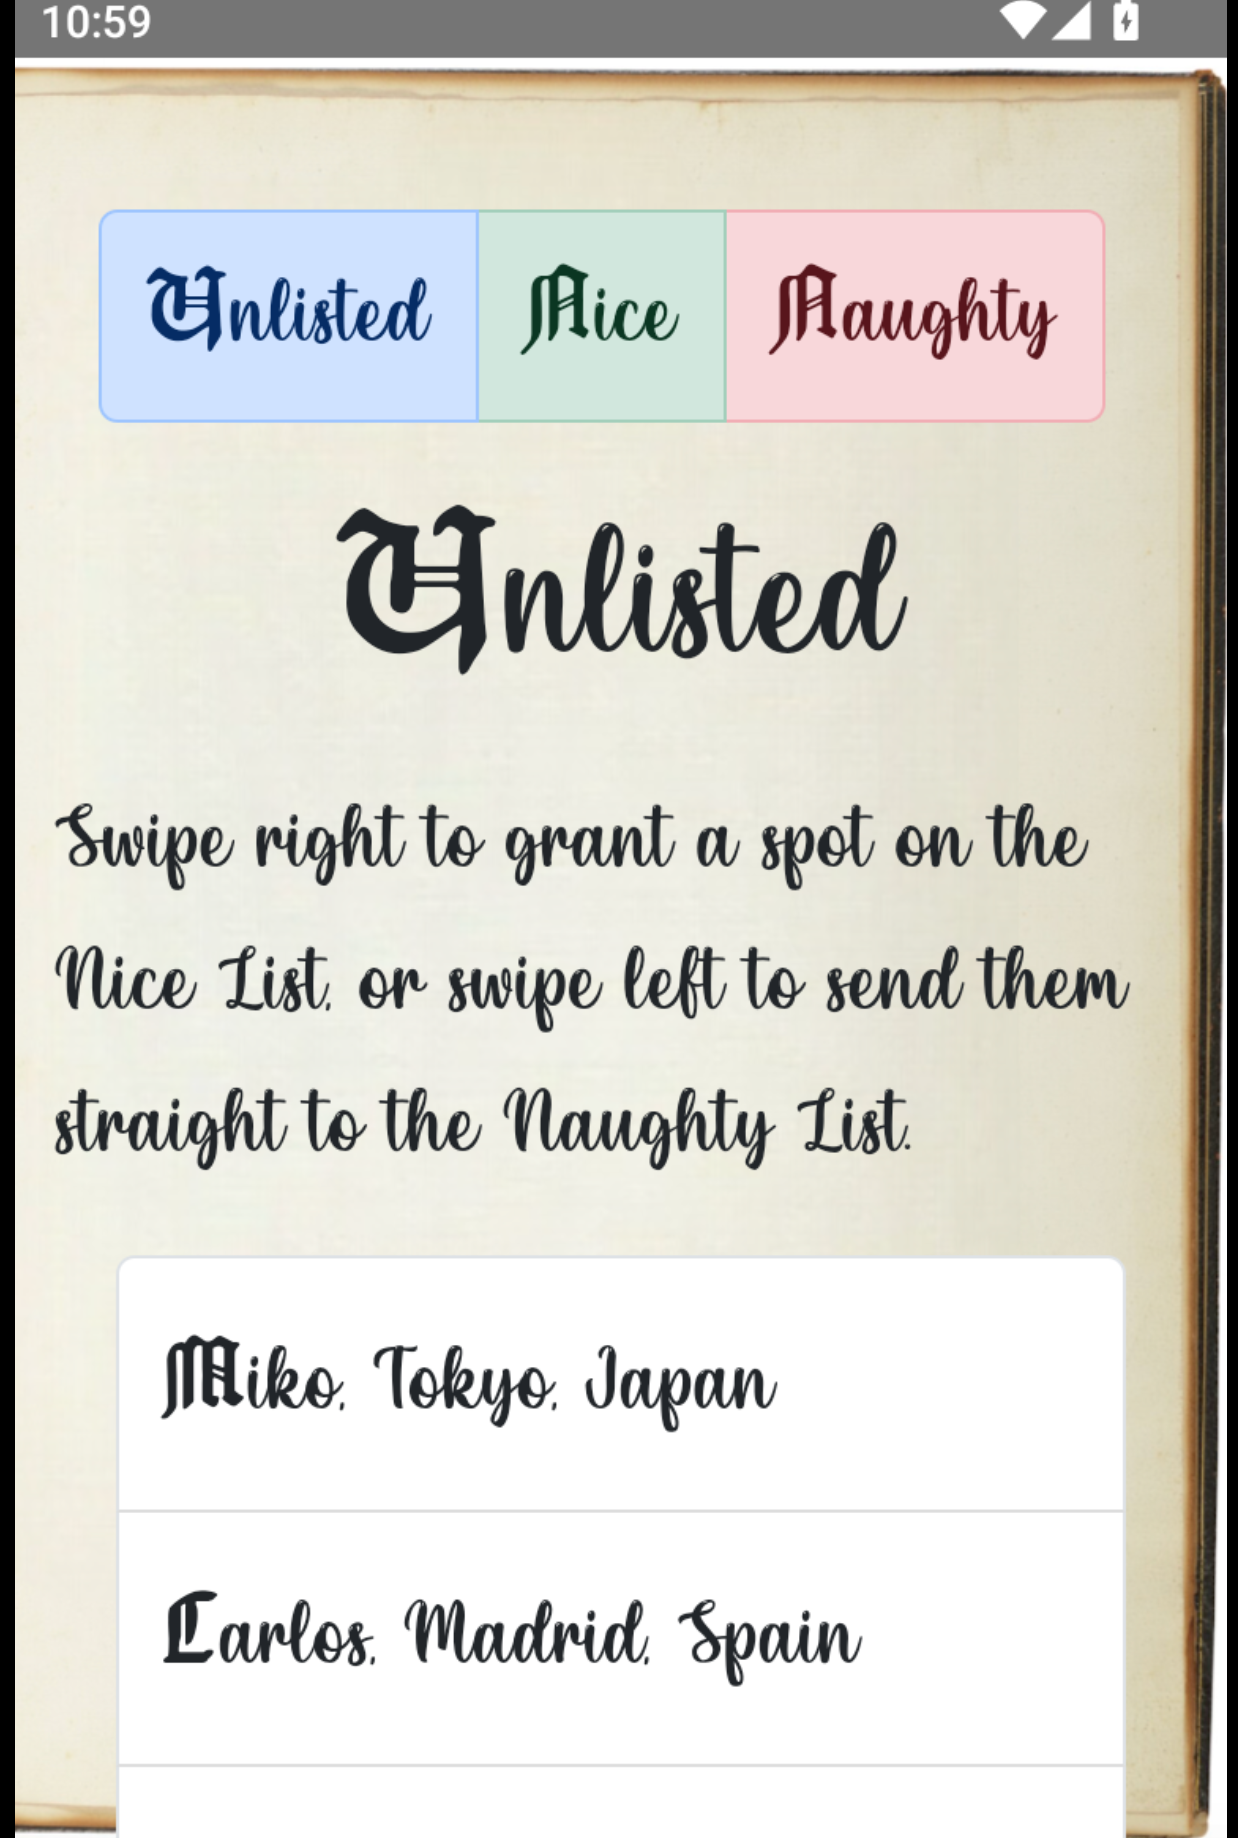 10:59
Unlisted Nice Naughty
Unlisted
Swipe right to grant a spot on the
Nice List, or swipe left to send them
straight to the Naughty List.
Miko, Tokyo, Japan
Carlos, Madrid, Spain